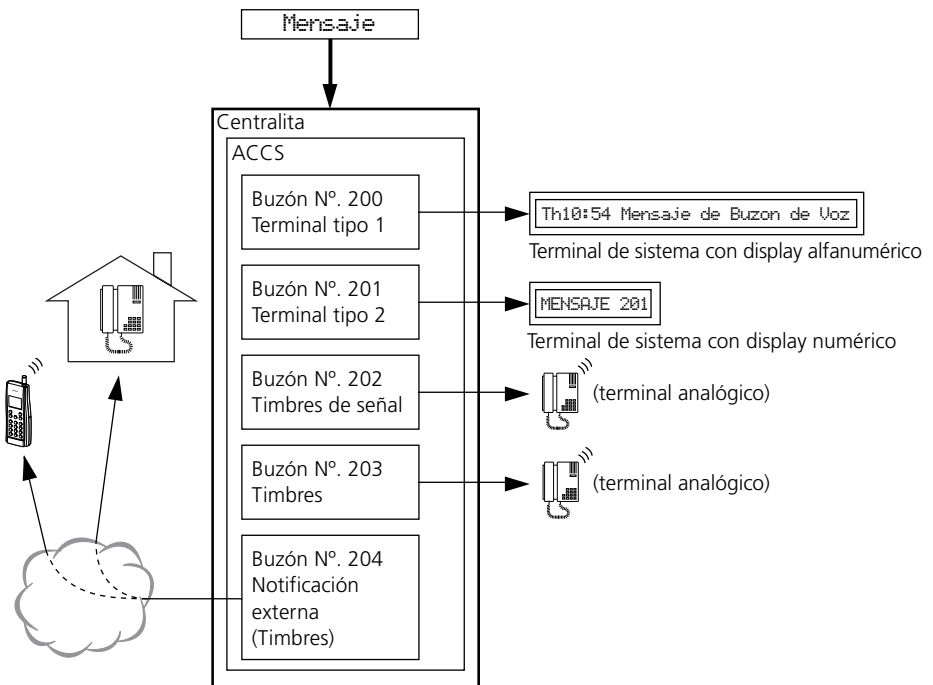 Mensaje
Centralita
ACCS
Buzón Nº. 200
Terminal tipo 1
Th10:54 Mensaje de Buzon de Voz
Terminal de sistema con display alfanumérico
Buzón Nº. 201
Terminal tipo 2
MENSAJE 201
Terminal de sistema con display numérico
Buzón Nº. 202
Timbres de señal
(terminal analógico)
Buzón Nº. 203
Timbres
(terminal analógico)
Buzón Nº. 204
Notificación
externa
(Timbres)